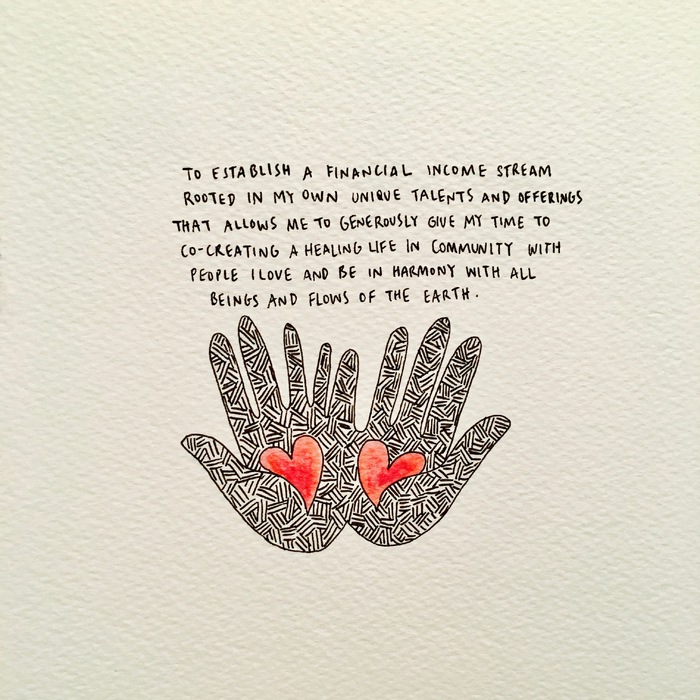 TO ESTABLISH A FINANCIAL INCOME STREAM
ROOTED IN MY OWN UNIQUE TALENTS AND OFFERINGS
THAT ALLOWS ME TO GENEROUSLY GIVE MY TIME TO
CO-CREATING A HEALING LIFE IN COMMUNITY WITH
PEOPLE I LOVE AND BE IN HARMONY WITH ALL
BEINGS AND FLOWS OF THE EARTH.